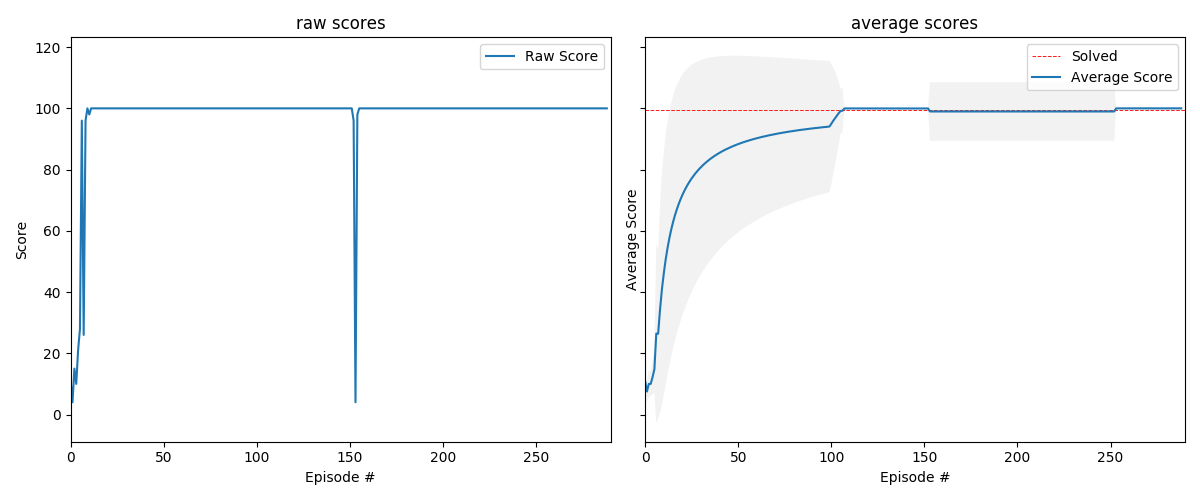 raw scores
Score
120
100
80
60
40
20
0
Raw Score
0
50
100
150
200
250
Episode #
average scores
Average Score
Solved
Average Score
0
50
100
150
200
250
Episode #